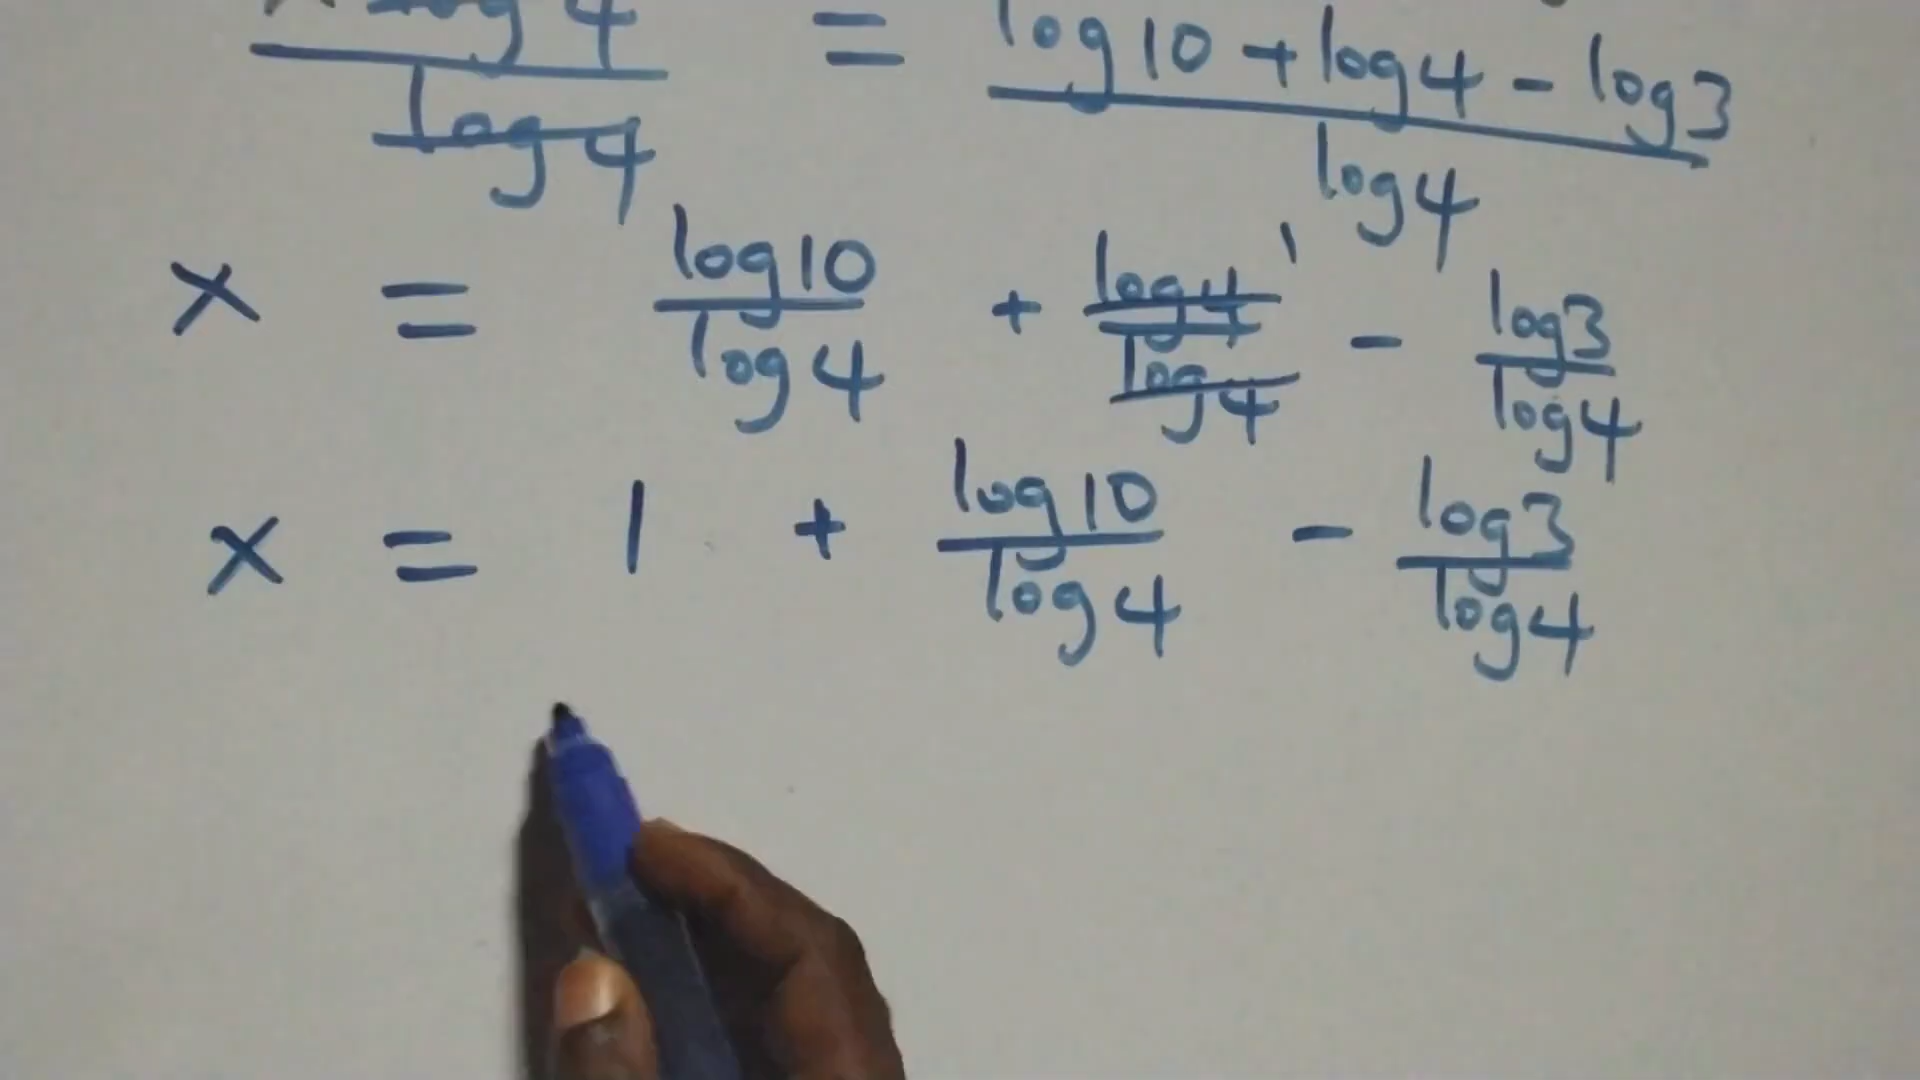 x log 4 / log 4 = (log 10 + log 4 - log 3) / log 4
x = log 10 / log 4 + log 4 / log 4 1 - log 3 / log 4
x = 1 + log 10 / log 4 - log 3 / log 4